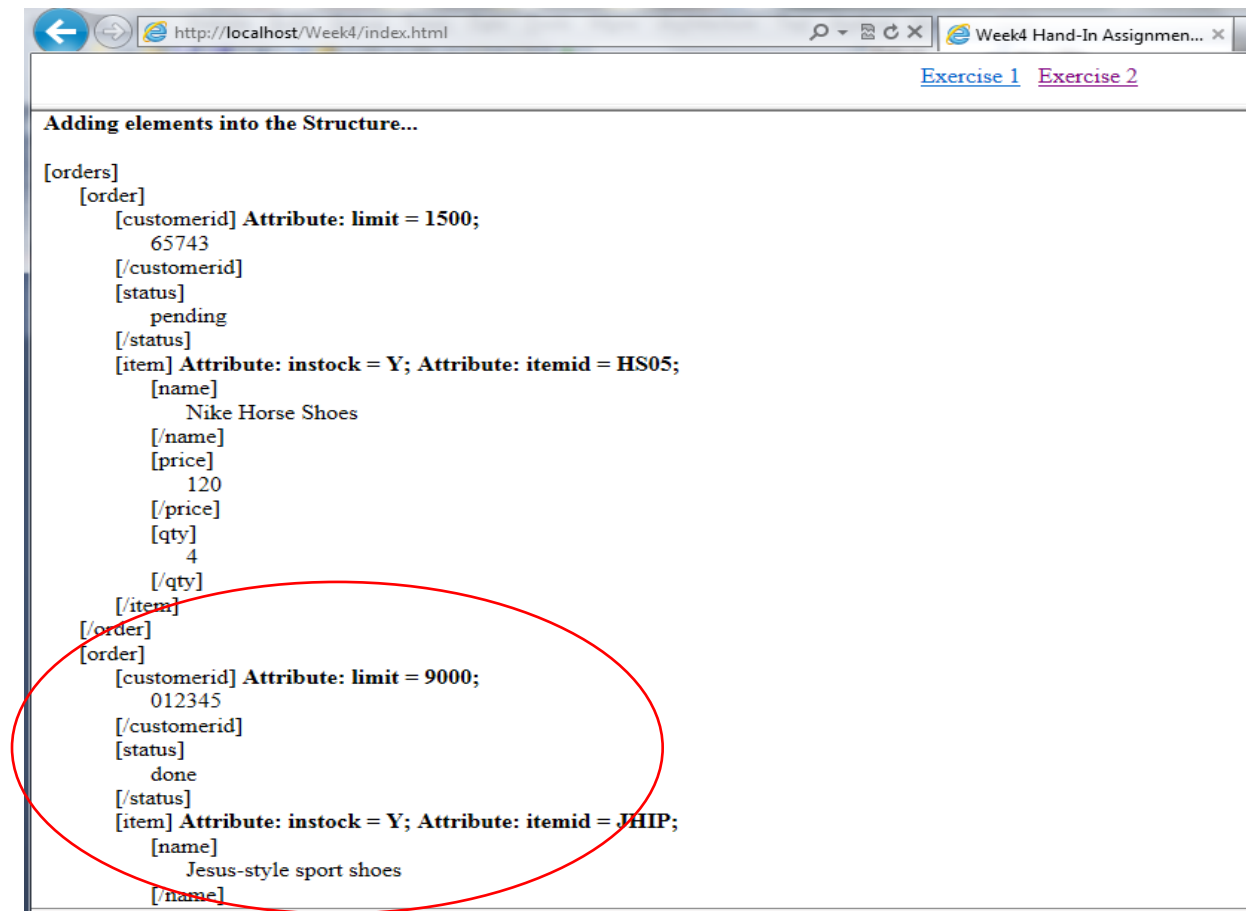 http://localhost/Week4/index.html
Week4 Hand-In Assignmen...
Exercise 1 Exercise 2
Adding elements into the Structure...
[orders]
[order]
[customerid] Attribute: limit = 1500;
65743
[/customerid]
[status]
pending
[/status]
[item] Attribute: instock = Y; Attribute: itemid = HS05;
[name]
Nike Horse Shoes
[/name]
[price]
120
[/price]
[qty]
4
[/qty]
[/item]
[/order]
[order]
[customerid] Attribute: limit = 9000;
012345
[/customerid]
[status]
done
[/status]
[item] Attribute: instock = Y; Attribute: itemid = JHIP;
[name]
Jesus-style sport shoes
[/name]